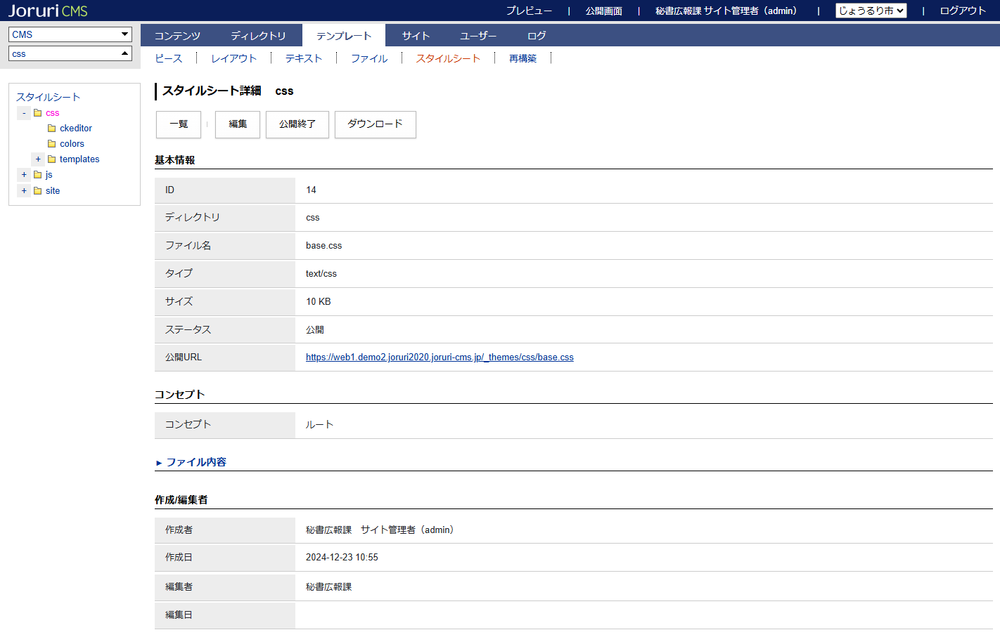 Joruri CMS
プレビュー | 公開画面 | 秘書広報課 サイト管理者（admin） | じょうるり市 | ログアウト
CMS
css
コンテンツ ディレクトリ テンプレート サイト ユーザー ログ
ピース レイアウト テキスト ファイル スタイルシート 再構築
スタイルシート
- css
ckeditor
colors
+ templates
+ js
+ site
スタイルシート詳細 css
一覧 編集 公開終了 ダウンロード
基本情報
ID 14
ディレクトリ css
ファイル名 base.css
タイプ text/css
サイズ 10 KB
ステータス 公開
公開URL https://web1.demo2.joruri2020.joruri-cms.jp/_themes/css/base.css
コンセプト
コンセプト ルート
► ファイル内容
作成/編集者
作成者 秘書広報課 サイト管理者（admin）
作成日 2024-12-23 10:55
編集者 秘書広報課
編集日